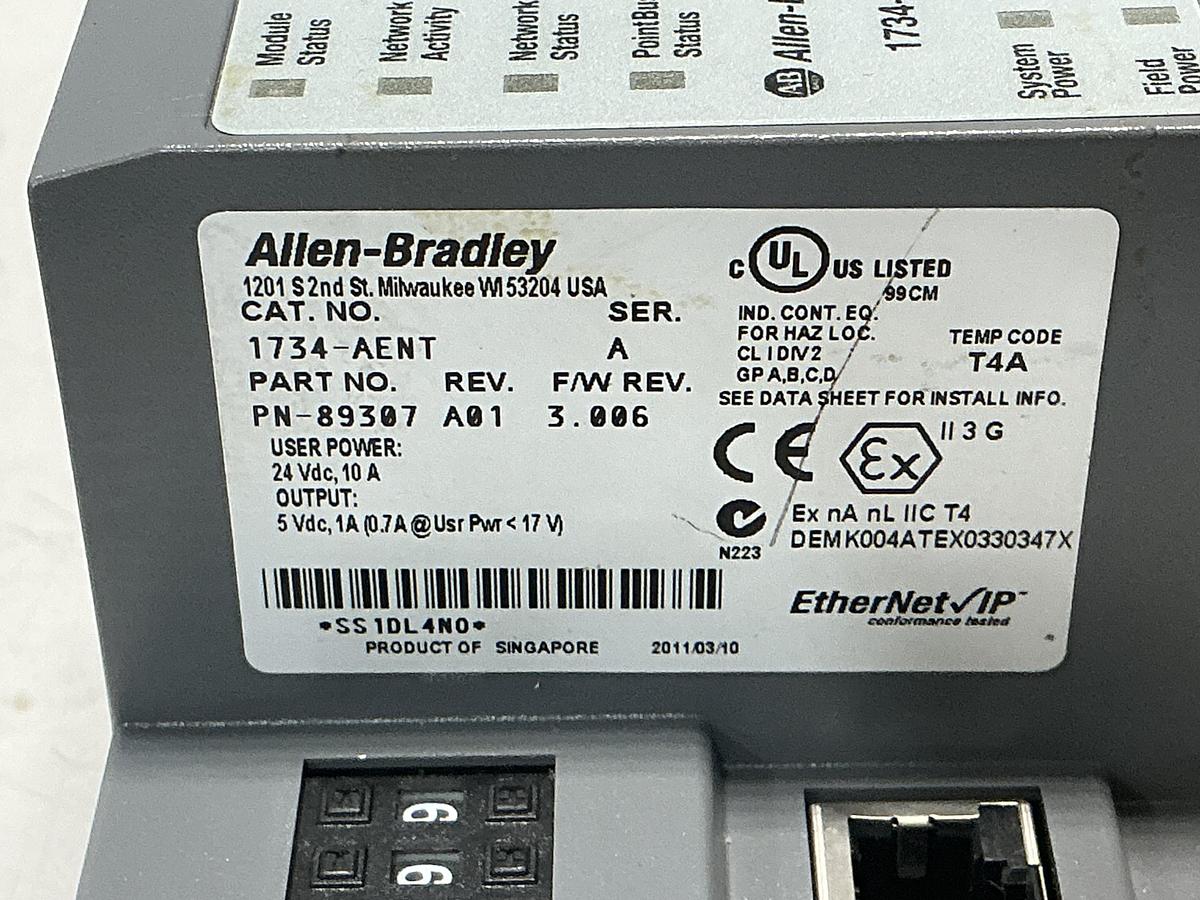 Module
Status
Network
Activity
Network
Status
PointBus
Status
AB Allen-B
1734-
System
Power
Field
Power
Allen-Bradley
1201 S 2nd St. Milwaukee WI 53204 USA
CAT. NO. SER.
1734-AENT A
PART NO. REV. F/W REV.
PN-89307 A01 3.006
USER POWER:
24 Vdc, 10 A
OUTPUT:
5 Vdc, 1A (0.7A @ Usr Pwr < 17 V)
*SS1DL4N0*
PRODUCT OF SINGAPORE 2011/03/10
C UL US LISTED
99CM
IND. CONT. EQ.
FOR HAZ LOC.
CL I DIV 2
GP A,B,C,D
TEMP CODE
T4A
SEE DATA SHEET FOR INSTALL INFO.
CE Ex II 3 G
N223
Ex nA nL IIC T4
DEMK004ATEX0330347X
EtherNet/IP™
conformance tested
9
9